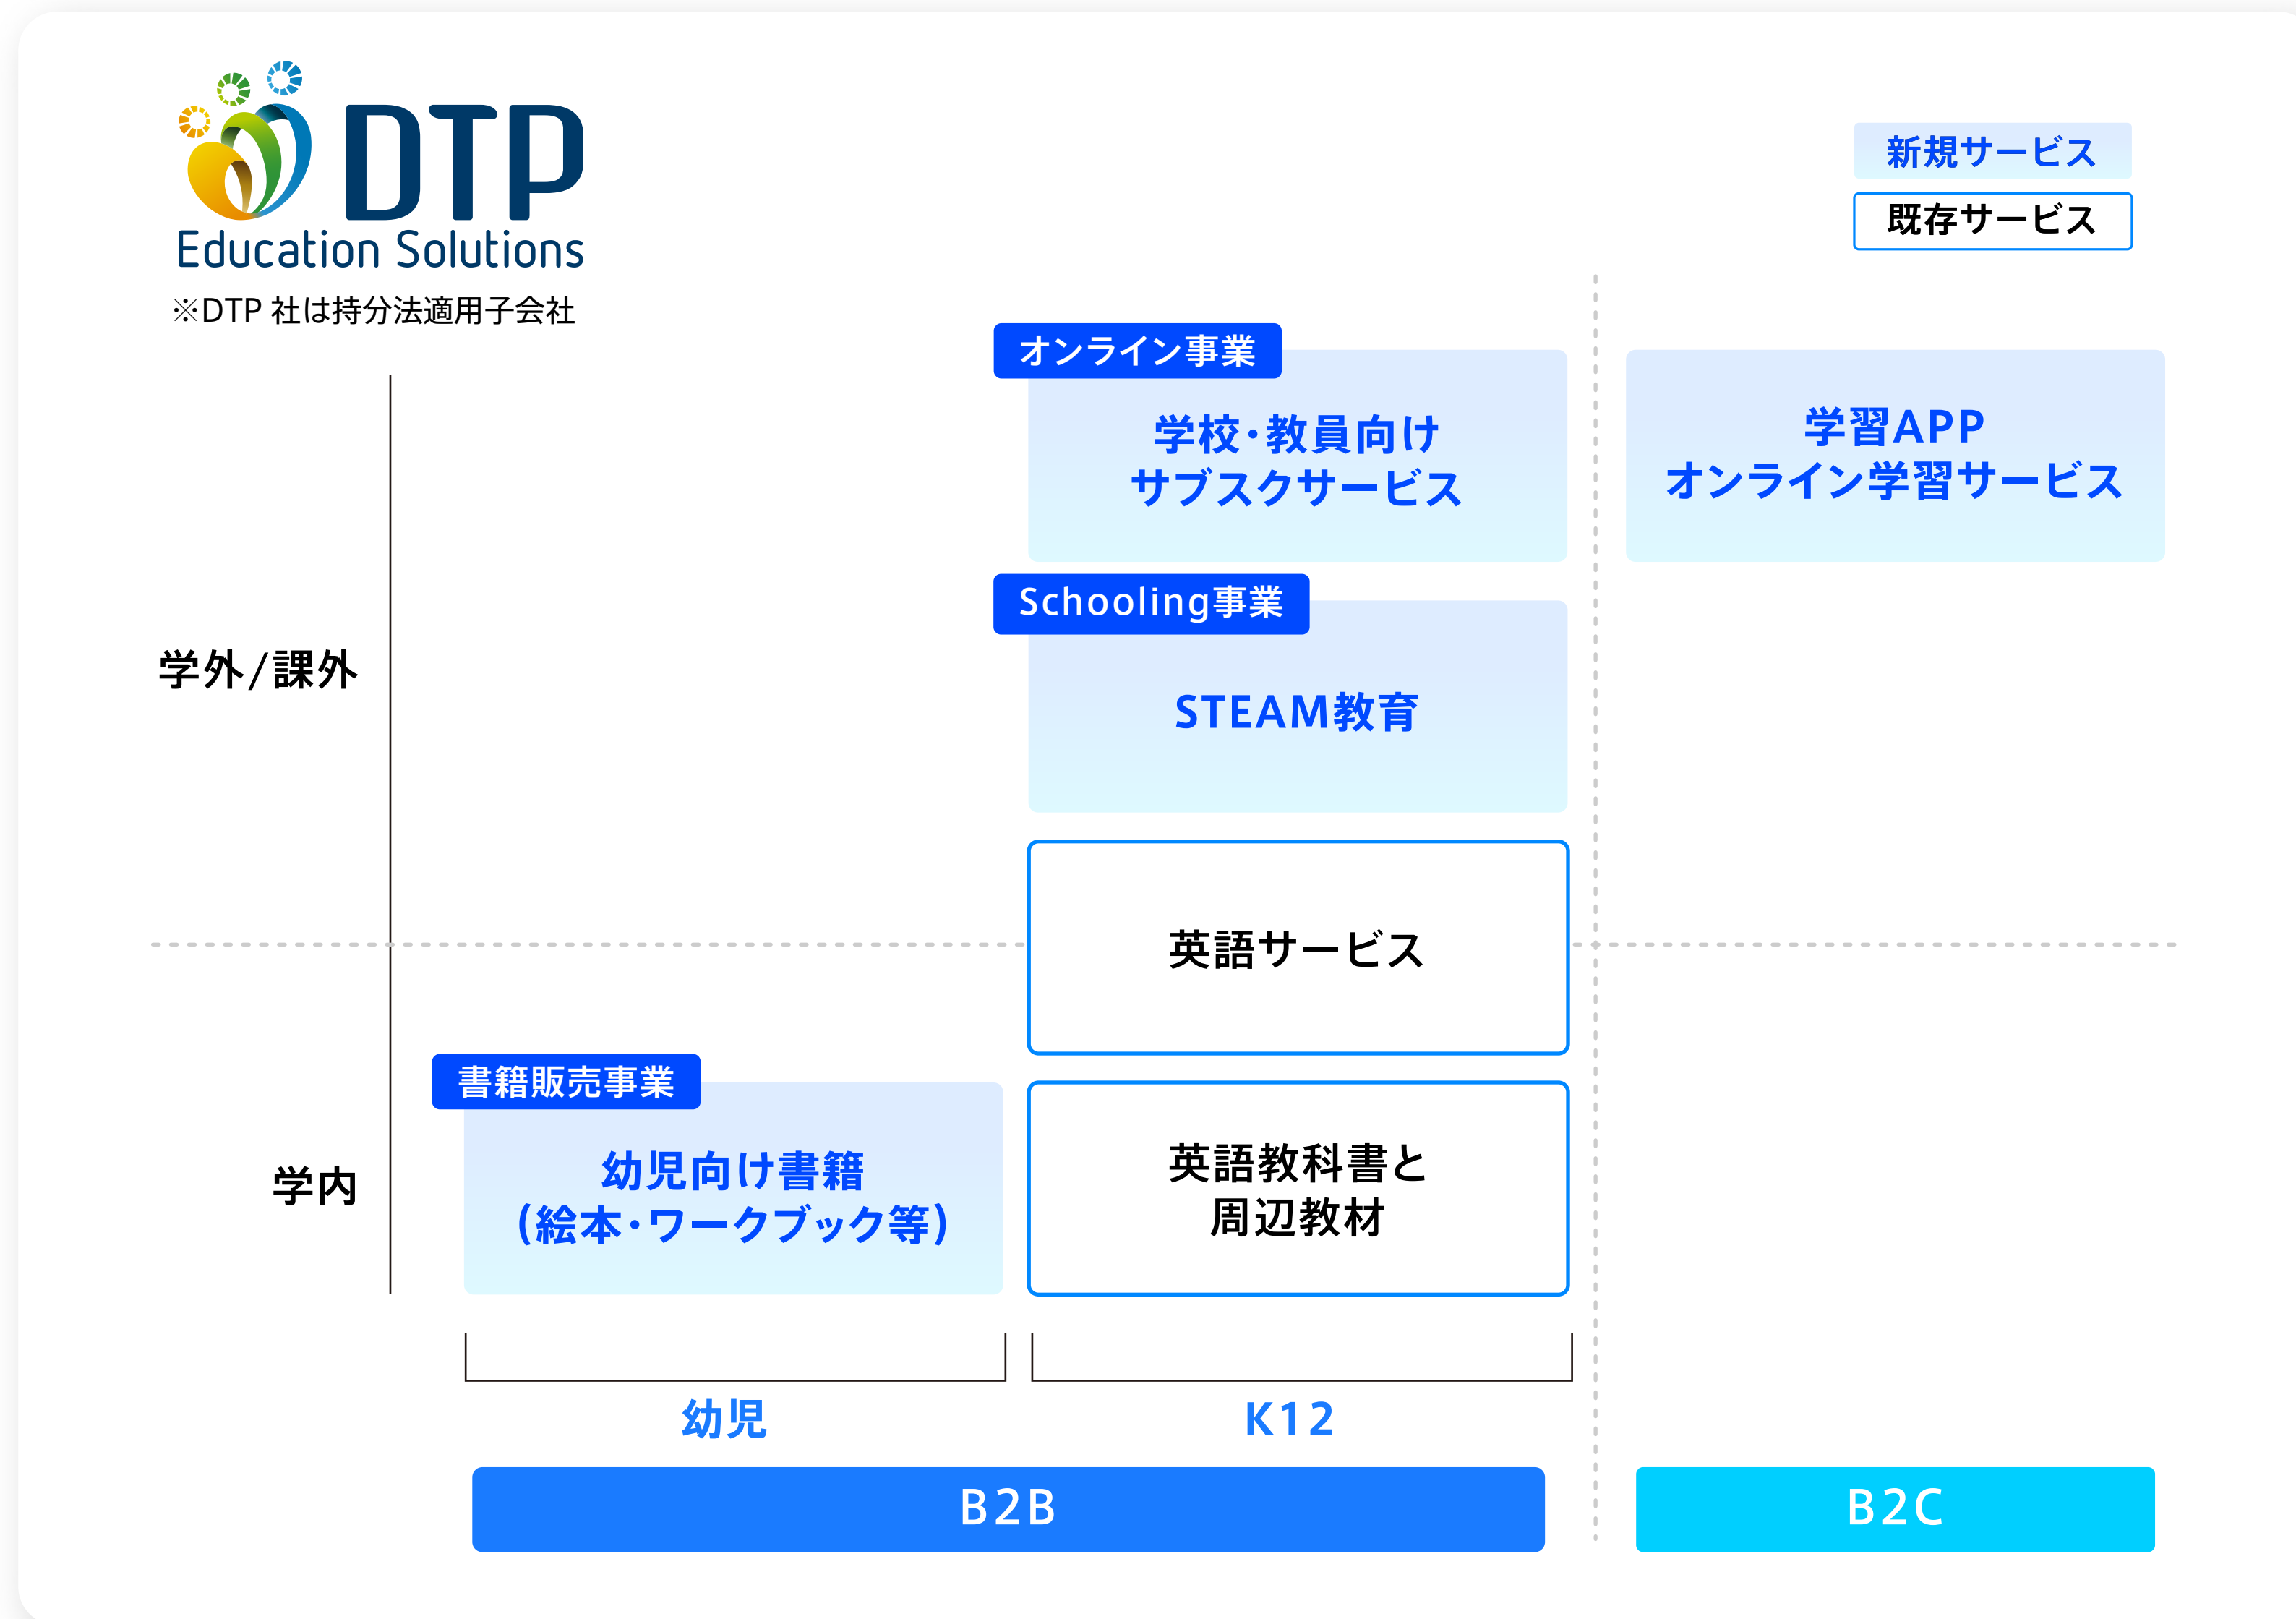 DTP
Education Solutions
※DTP 社は持分法適用子会社
新規サービス
既存サービス
オンライン事業
学校・教員向け
サブスクサービス
学習APP
オンライン学習サービス
Schooling事業
STEAM教育
学外/課外
英語サービス
書籍販売事業
幼児向け書籍
(絵本・ワークブック等)
英語教科書と
周辺教材
学内
幼児
K12
B2B
B2C